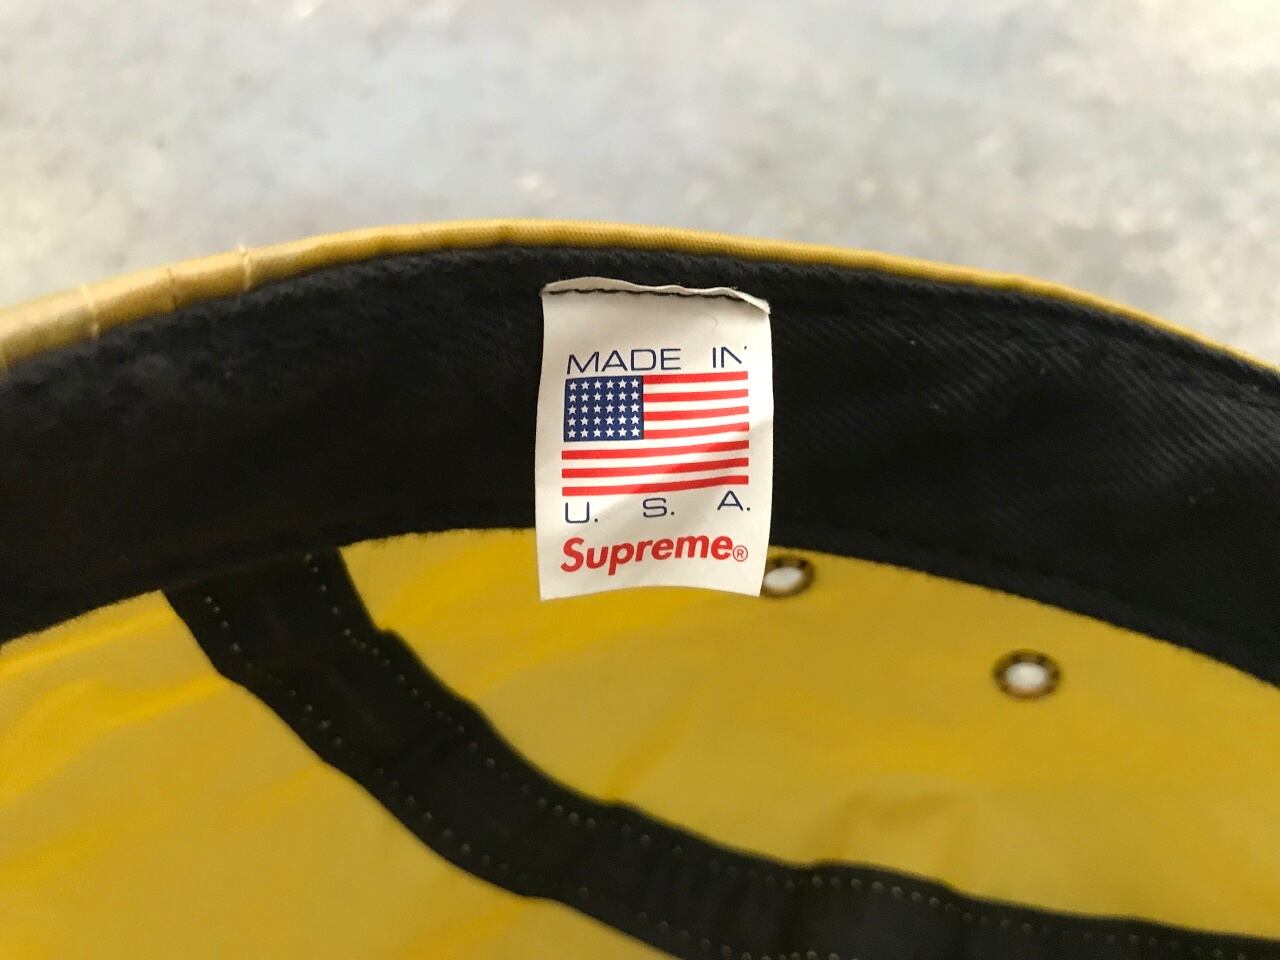 MADE IN
U. S. A.
Supreme®